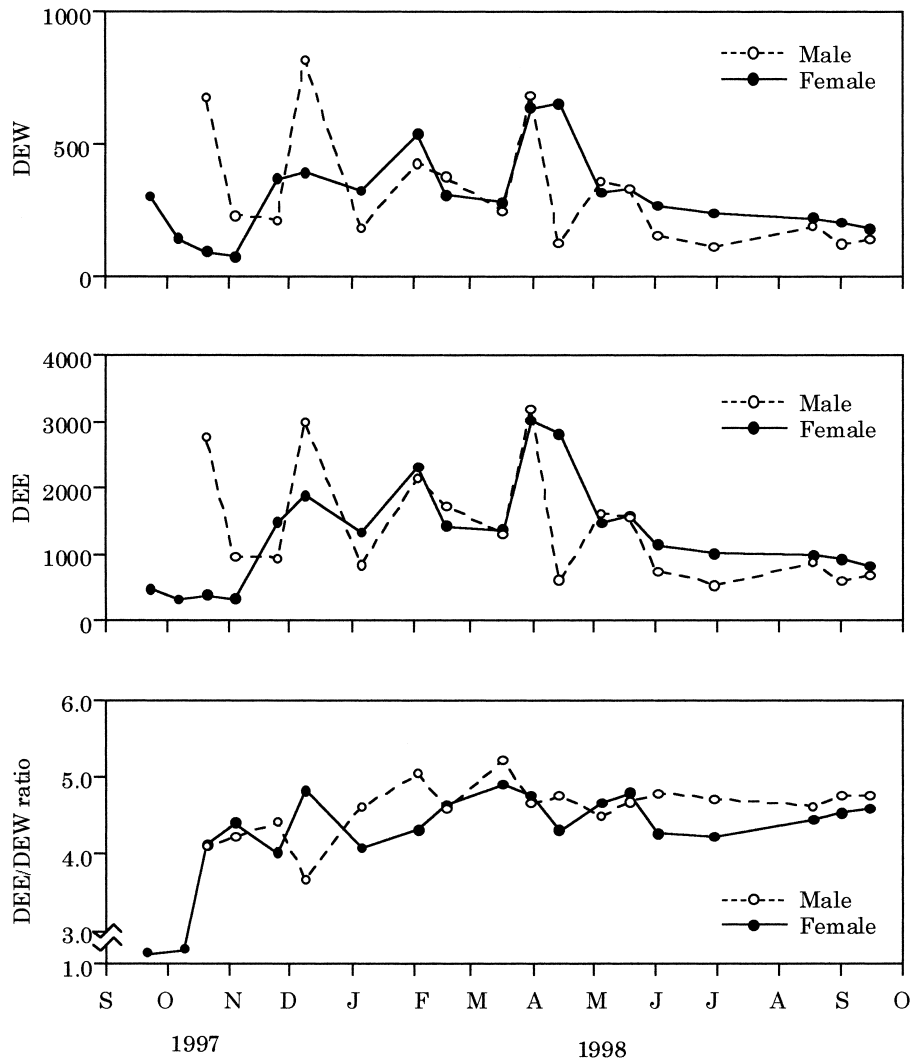 1000
500
0
DEW
Male
Female
4000
3000
2000
1000
0
DEE
Male
Female
6.0
5.0
4.0
3.0
1.0
DEE/DEW ratio
Male
Female
S O N D J F M A M J J A S O
1997 1998